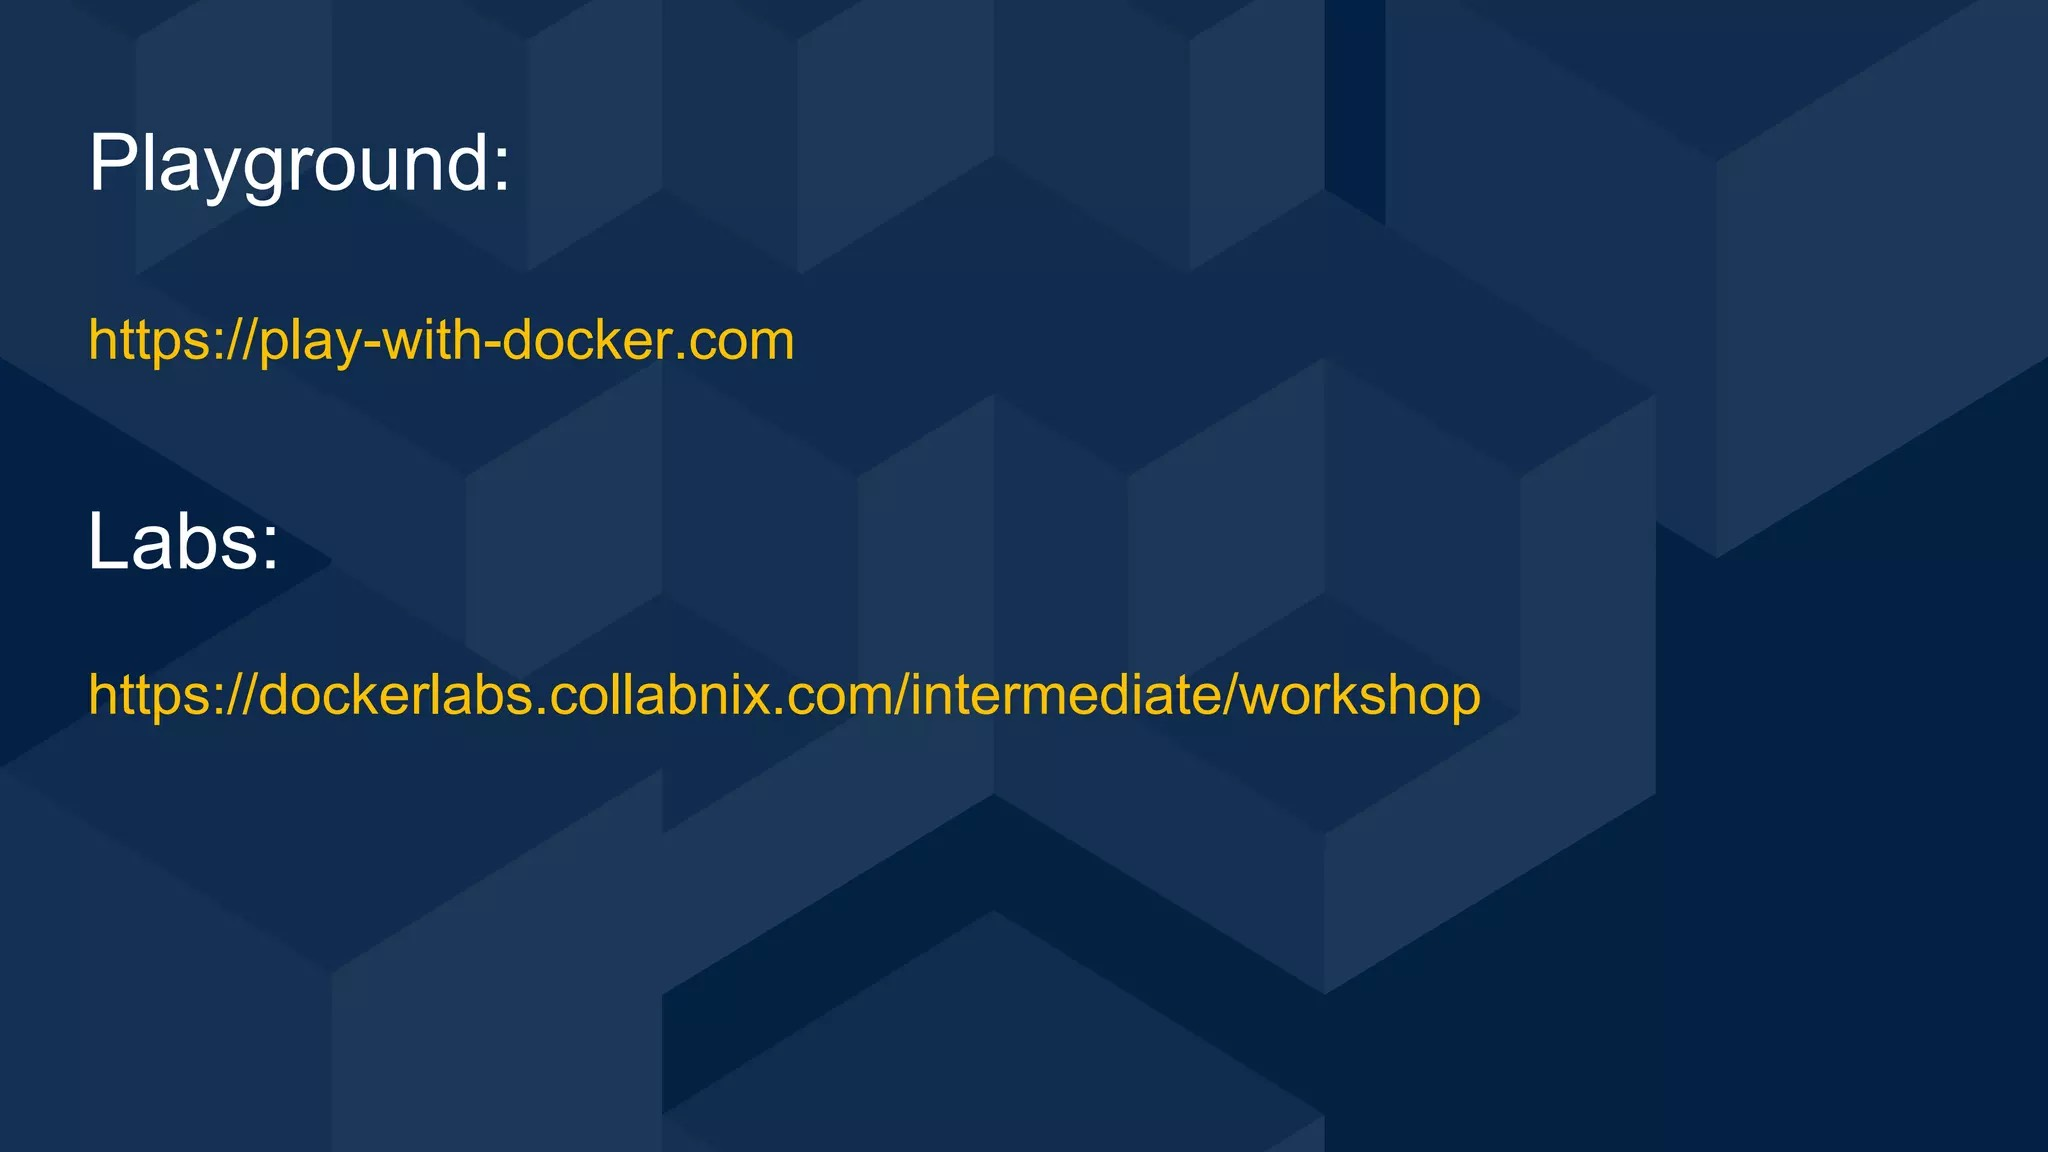 Playground:
https://play-with-docker.com
Labs:
https://dockerlabs.collabnix.com/intermediate/workshop